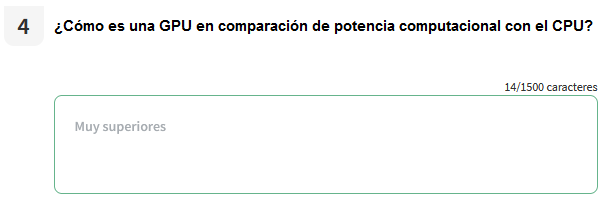 4 ¿Cómo es una GPU en comparación de potencia computacional con el CPU?
14/1500 caracteres
Muy superiores